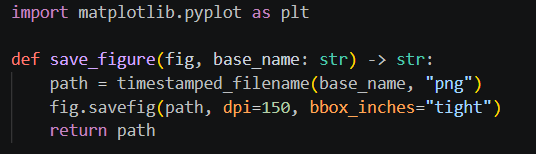 import matplotlib.pyplot as plt

def save_figure(fig, base_name: str) -> str:
    path = timestamped_filename(base_name, "png")
    fig.savefig(path, dpi=150, bbox_inches="tight")
    return path